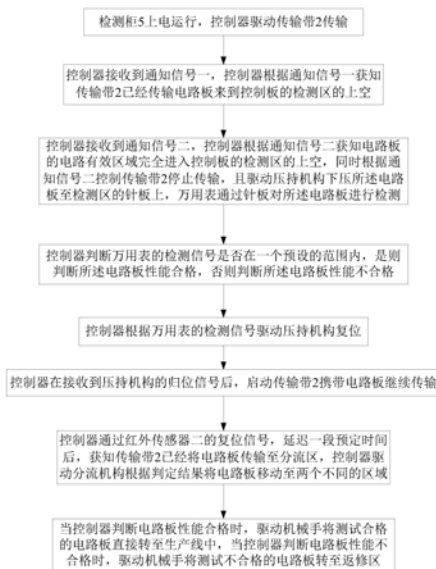 检测柜5上电运行，控制器驱动传输带2传输
控制器接收到通知信号一，控制器根据通知信号一获知
传输带2已经传输电路板来到控制板的检测区的上空
控制器接收到通知信号二，控制器根据通知信号二获知电路板
的电路有效区域完全进入控制板的检测区的上空，同时根据通
知信号二控制传输带2停止传输，且驱动压持机构下压所述电路
板至检测区的针板上，万用表通过针板对所述电路板进行检测
控制器判断万用表的检测信号是否在一个预设的范围内，是则
判断所述电路板性能合格，否则判断所述电路板性能不合格
控制器根据万用表的检测信号驱动压持机构复位
控制器在接收到压持机构的归位信号后，启动传输带2携带电路板继续传输
控制器通过红外传感器二的复位信号，延迟一段预定时间
后，获知传输带2已经将电路板传输至分流区，控制器驱
动分流机构根据判定结果将电路板移动至两个不同的区域
当控制器判断电路板性能合格时，驱动机械手将测试合格
的电路板直接转至生产线中，当控制器判断电路板性能不
合格时，驱动机械手将测试不合格的电路板转至返修区